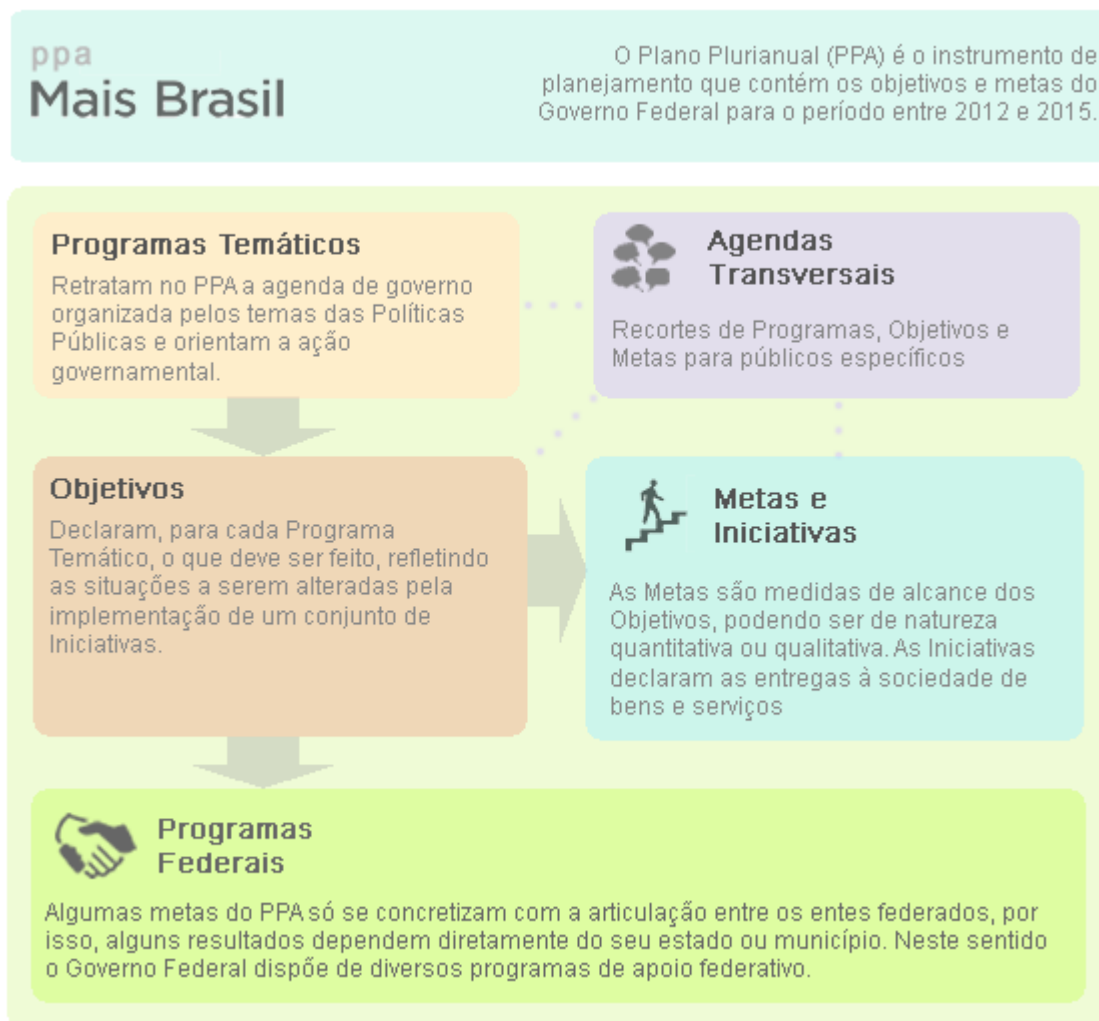 ppa
Mais Brasil
O Plano Plurianual (PPA) é o instrumento de
planejamento que contém os objetivos e metas do
Governo Federal para o período entre 2012 e 2015.
Programas Temáticos
Retratam no PPA a agenda de governo
organizada pelos temas das Políticas
Públicas e orientam a ação
governamental.
Agendas
Transversais
Recortes de Programas, Objetivos e
Metas para públicos específicos
Objetivos
Declaram, para cada Programa
Temático, o que deve ser feito, refletindo
as situações a serem alteradas pela
implementação de um conjunto de
Iniciativas.
Metas e
Iniciativas
As Metas são medidas de alcance dos
Objetivos, podendo ser de natureza
quantitativa ou qualitativa. As Iniciativas
declaram as entregas à sociedade de
bens e serviços
Programas
Federais
Algumas metas do PPA só se concretizam com a articulação entre os entes federados, por
isso, alguns resultados dependem diretamente do seu estado ou município. Neste sentido
o Governo Federal dispõe de diversos programas de apoio federativo.